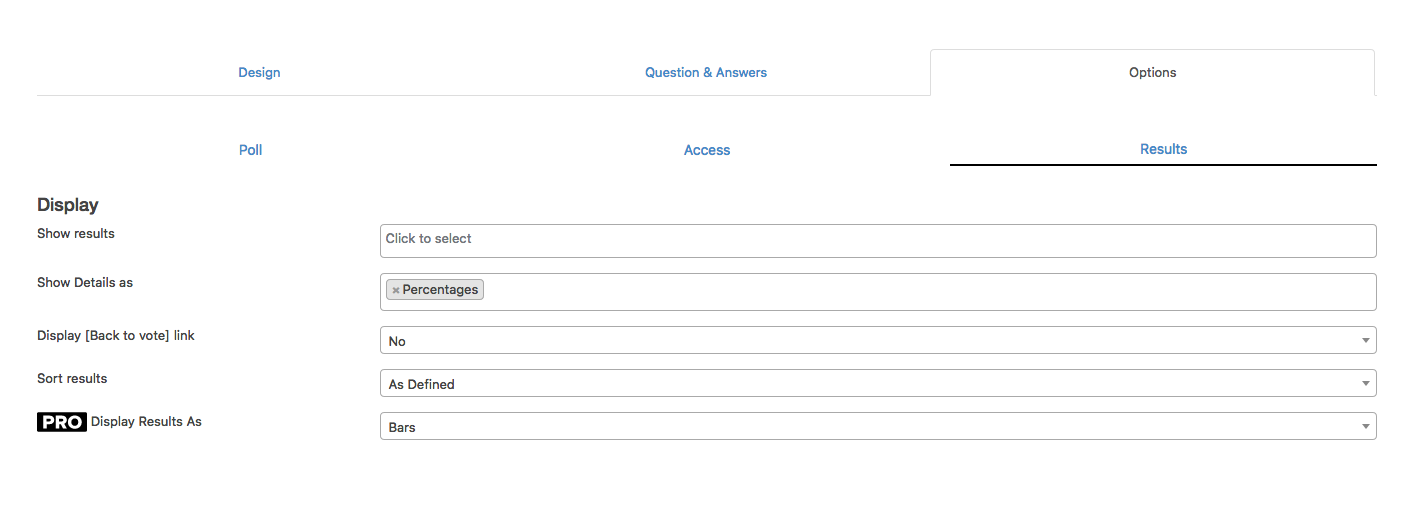 Design Question & Answers Options
Poll Access Results
Display
Show results Click to select
Show Details as × Percentages
Display [Back to vote] link No
Sort results As Defined
PRO Display Results As Bars